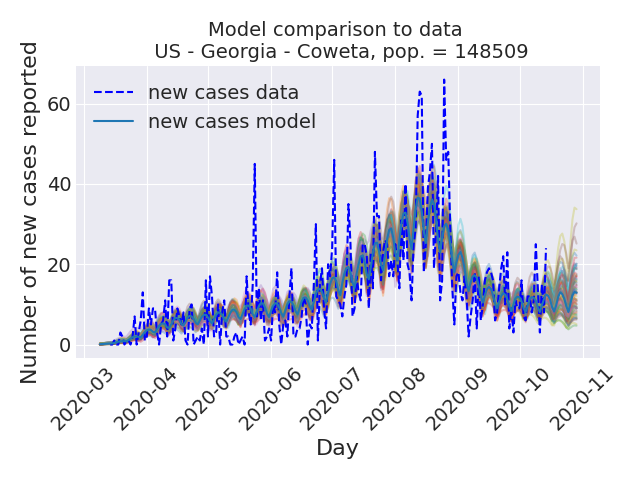 Model comparison to data
US - Georgia - Coweta, pop. = 148509
Number of new cases reported
60
40
20
0
new cases data
new cases model
2020-03
2020-04
2020-05
2020-06
2020-07
2020-08
2020-09
2020-10
2020-11
Day